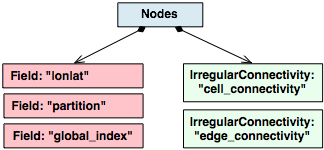 Nodes
Field: "lonlat"
Field: "partition"
Field: "global_index"
IrregularConnectivity:
"cell_connectivity"
IrregularConnectivity:
"edge_connectivity"